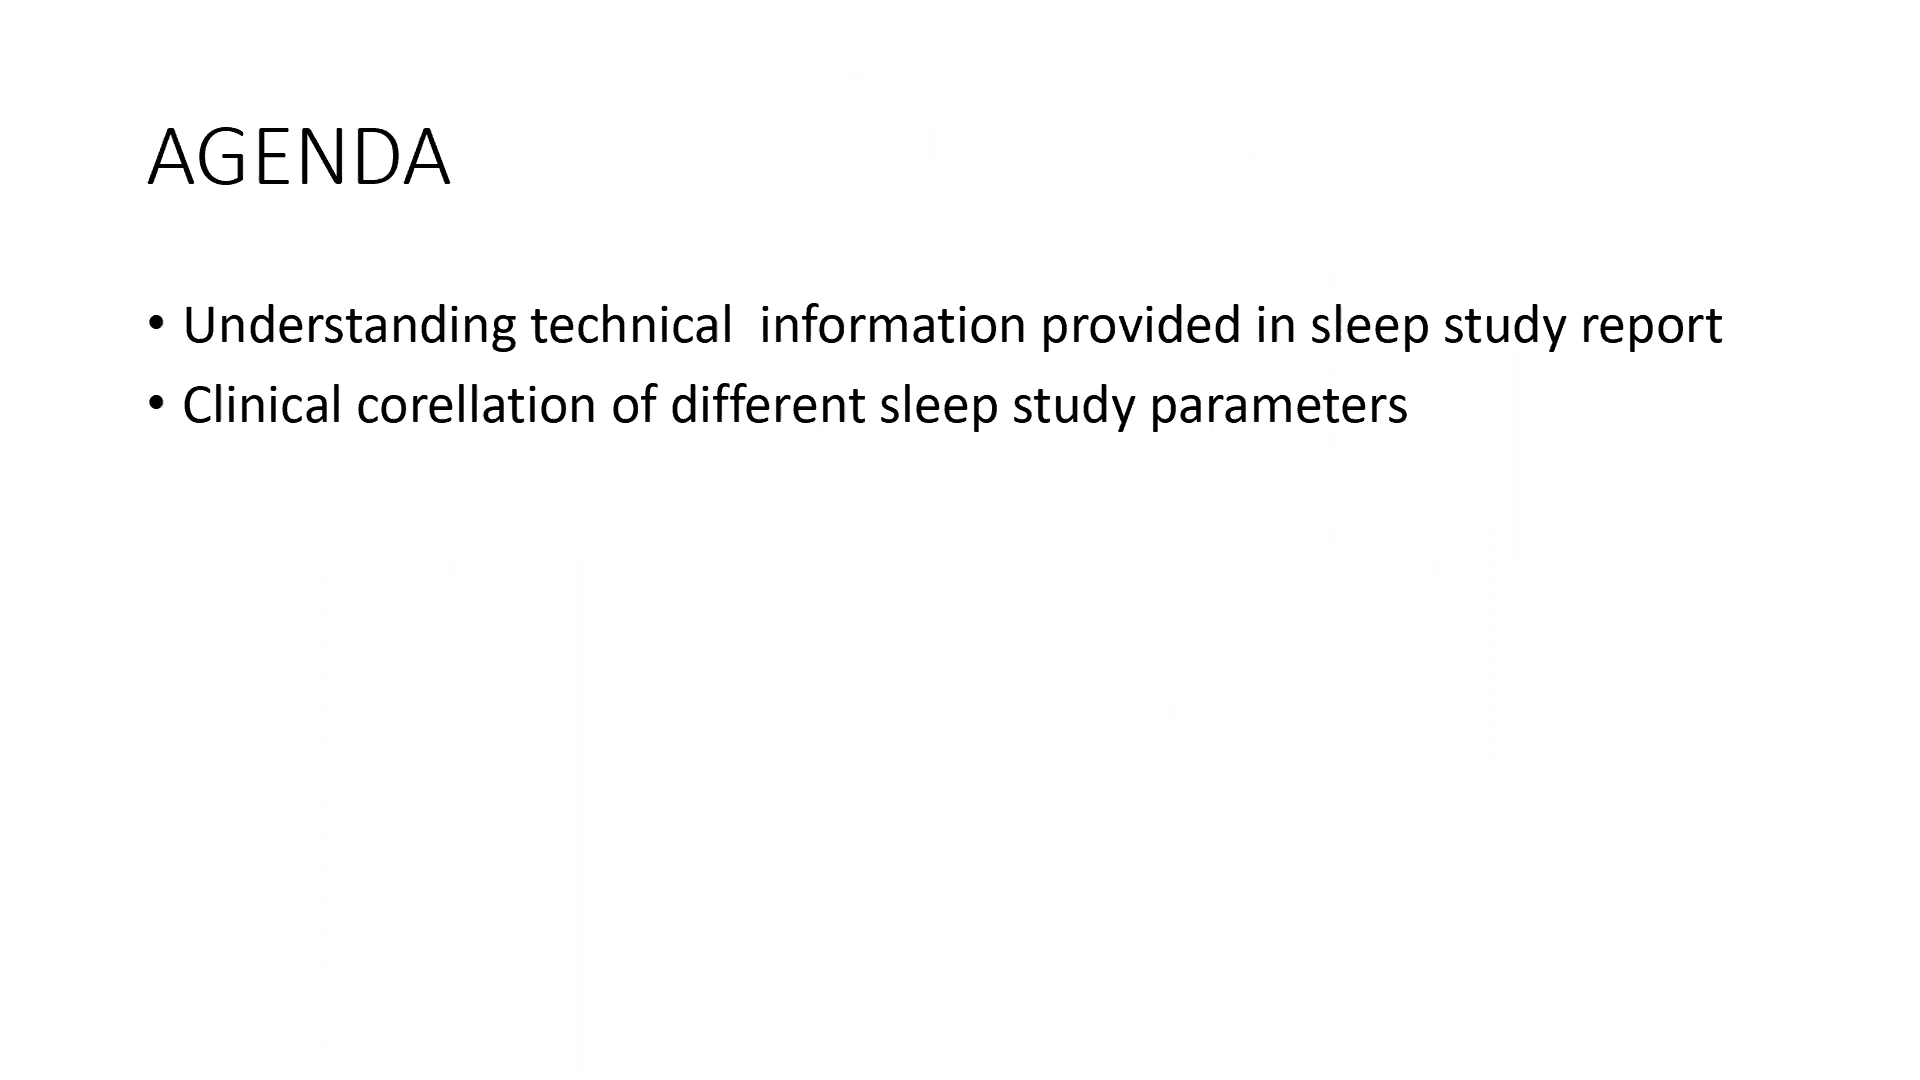 AGENDA
• Understanding technical  information provided in sleep study report
• Clinical corellation of different sleep study parameters